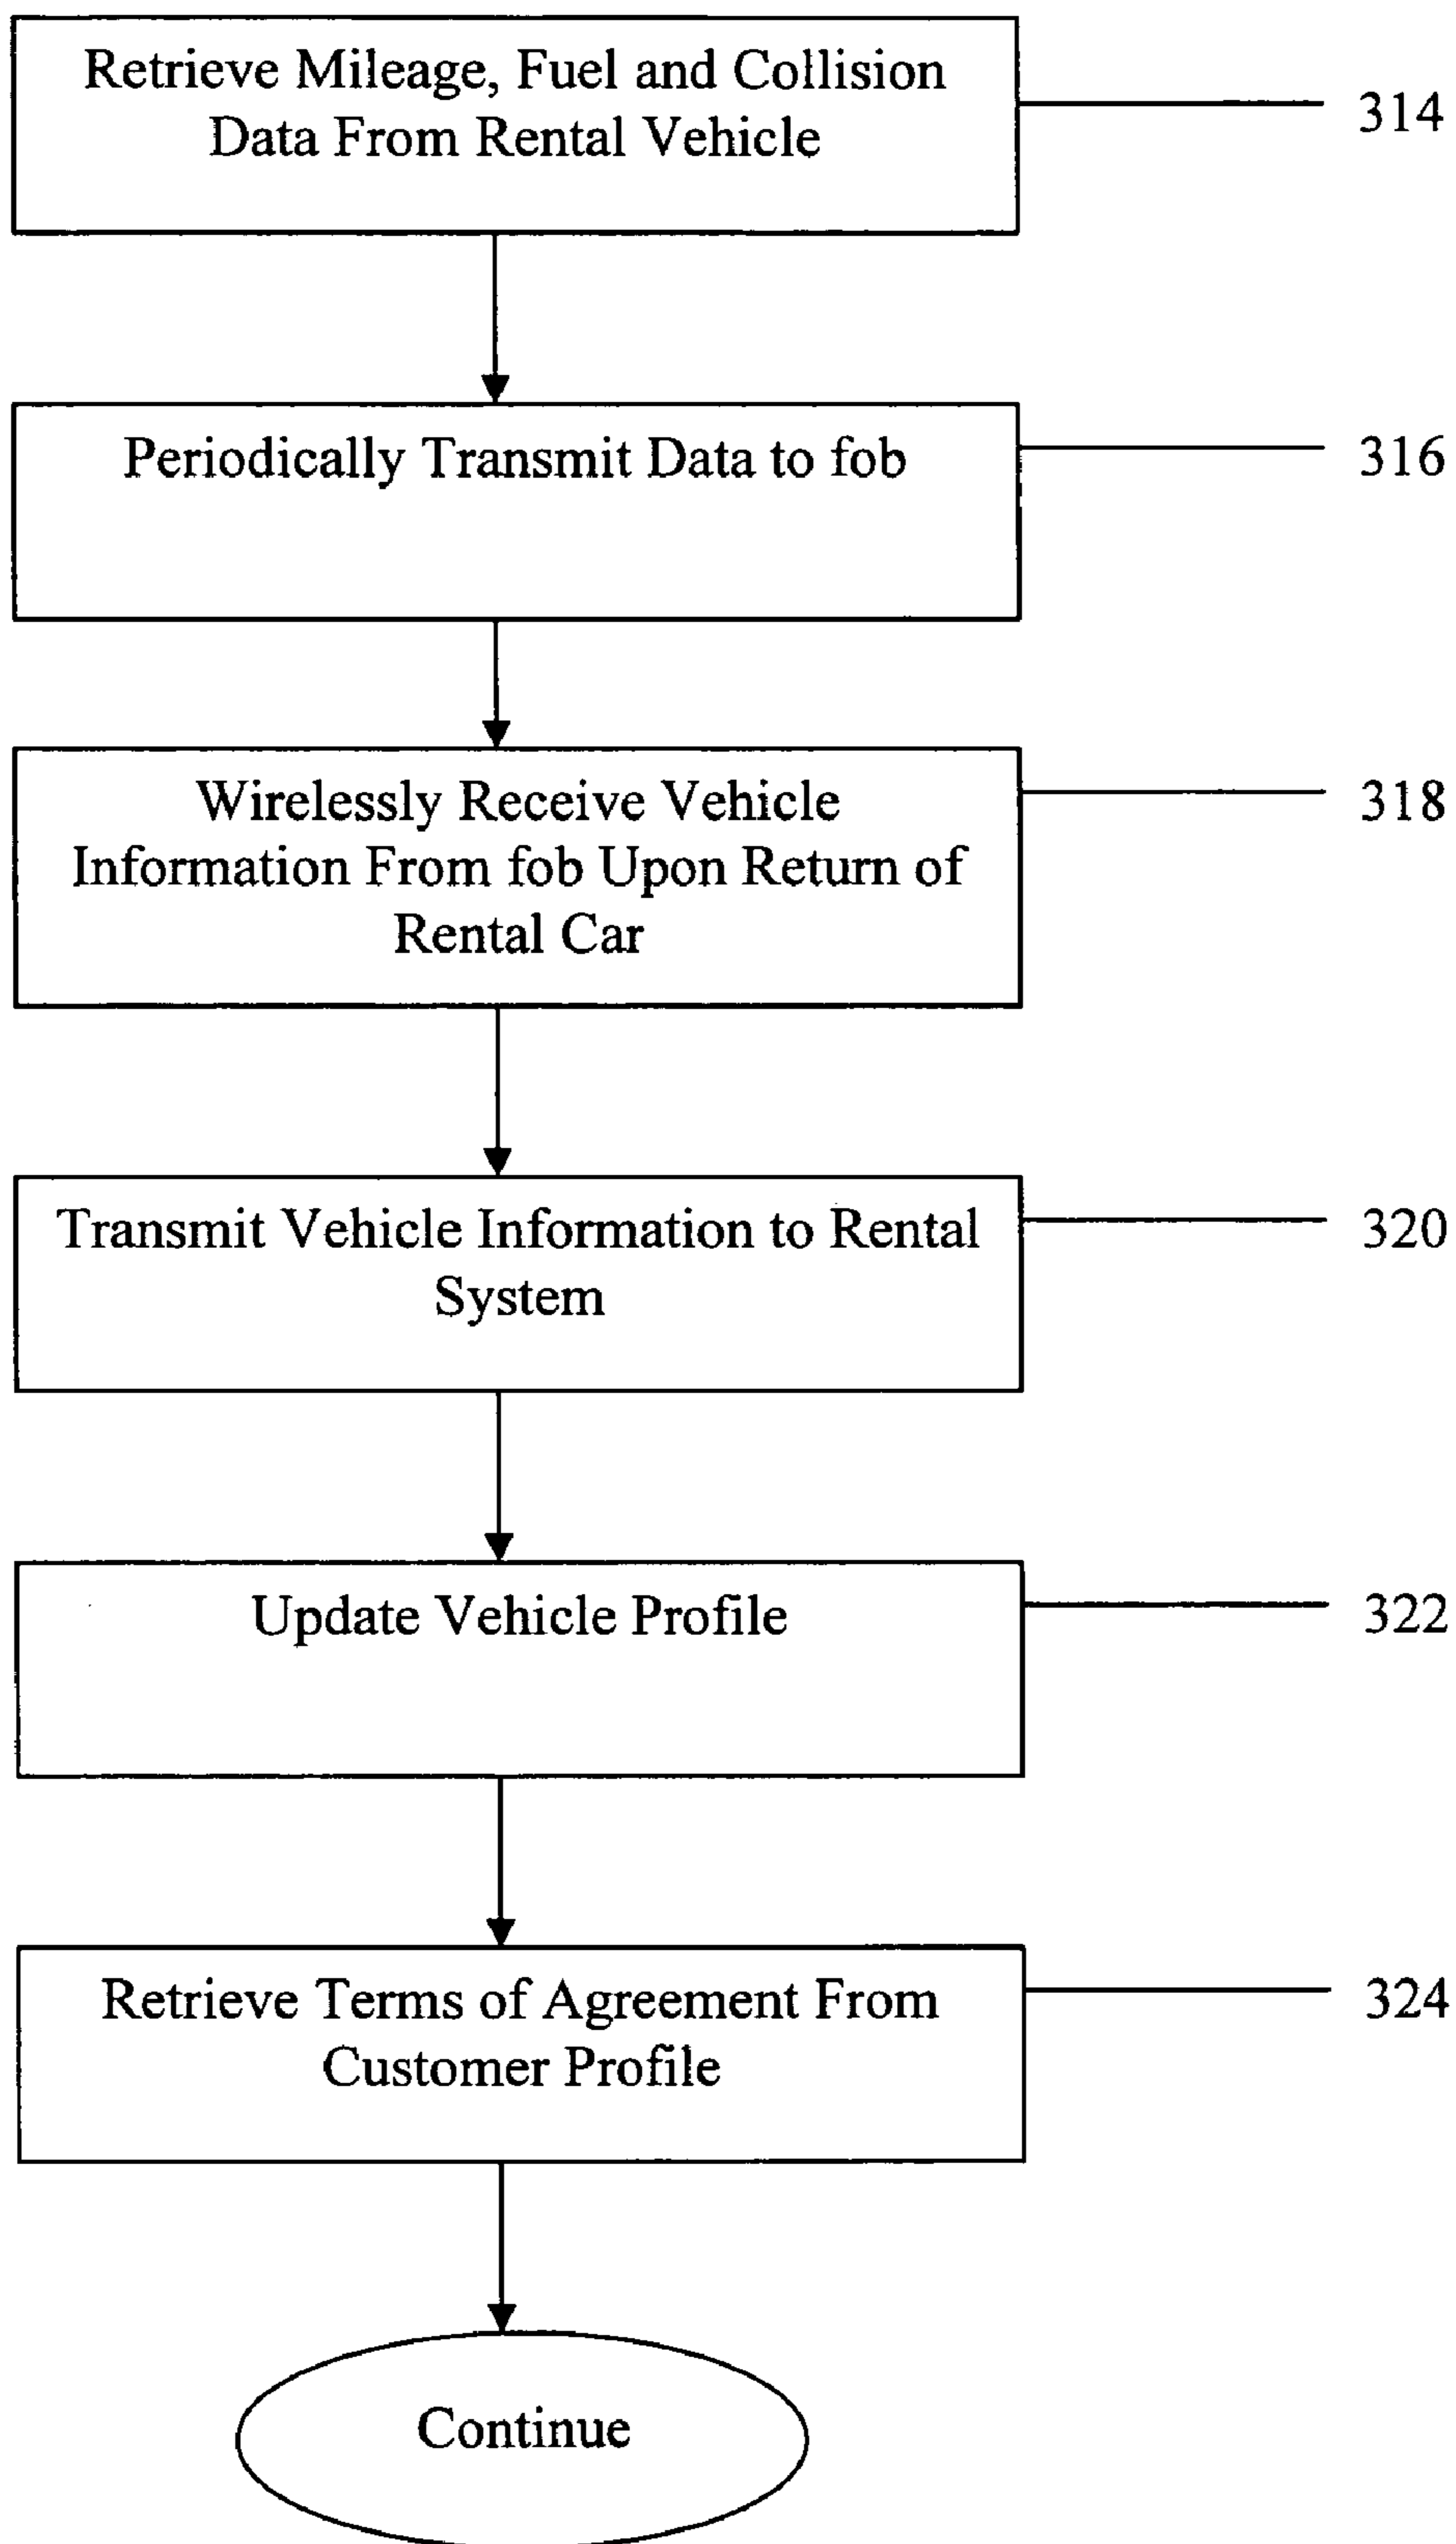 Retrieve Mileage, Fuel and Collision
Data From Rental Vehicle
314
Periodically Transmit Data to fob
316
Wirelessly Receive Vehicle
Information From fob Upon Return of
Rental Car
318
Transmit Vehicle Information to Rental
System
320
Update Vehicle Profile
322
Retrieve Terms of Agreement From
Customer Profile
324
Continue